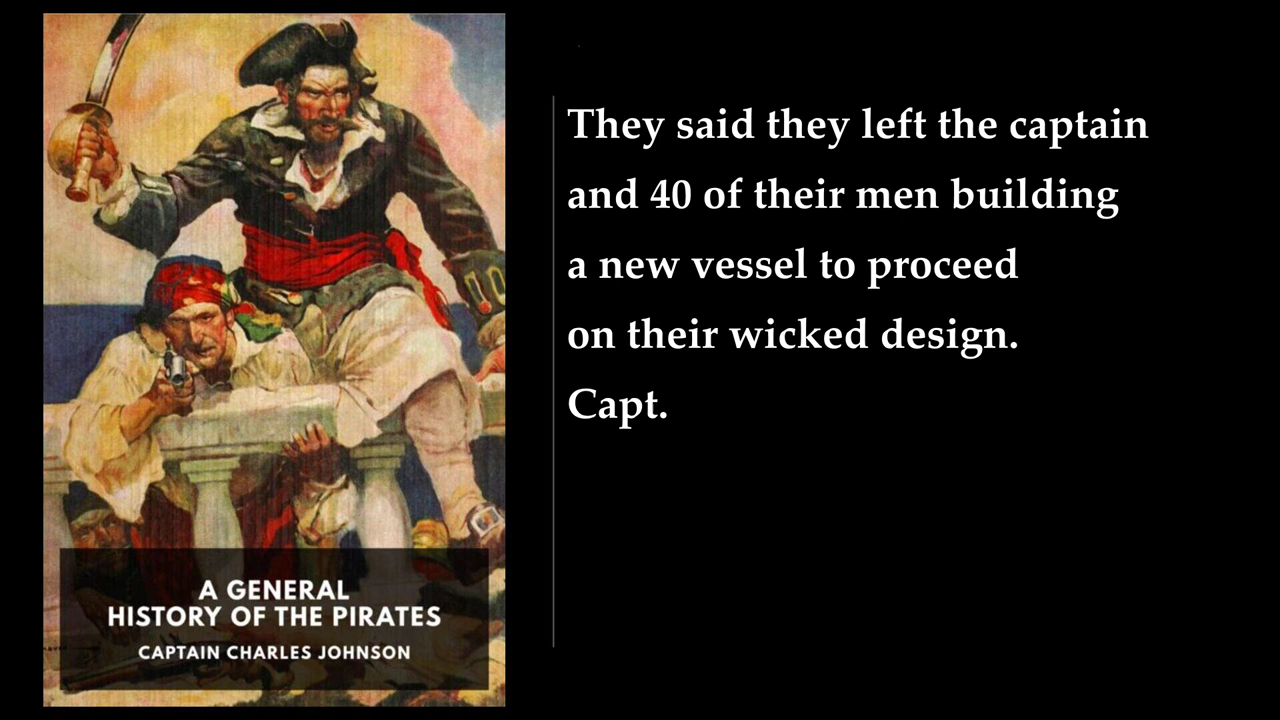 They said they left the captain
and 40 of their men building
a new vessel to proceed
on their wicked design.
Capt.
A GENERAL
HISTORY OF THE PIRATES
CAPTAIN CHARLES JOHNSON